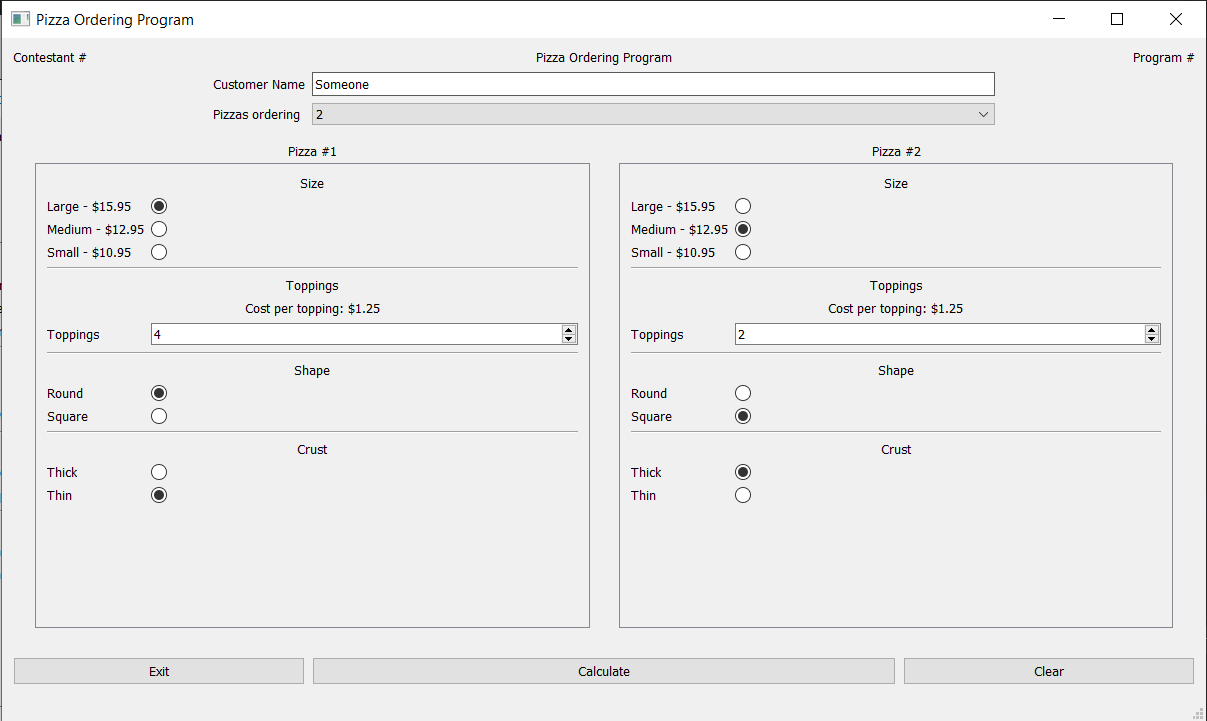 Pizza Ordering Program
Contestant #
Pizza Ordering Program
Program #
Customer Name Someone
Pizzas ordering 2
Pizza #1
Size
Large - $15.95
Medium - $12.95
Small - $10.95
Toppings
Cost per topping: $1.25
Toppings 4
Shape
Round
Square
Crust
Thick
Thin
Pizza #2
Size
Large - $15.95
Medium - $12.95
Small - $10.95
Toppings
Cost per topping: $1.25
Toppings 2
Shape
Round
Square
Crust
Thick
Thin
Exit
Calculate
Clear